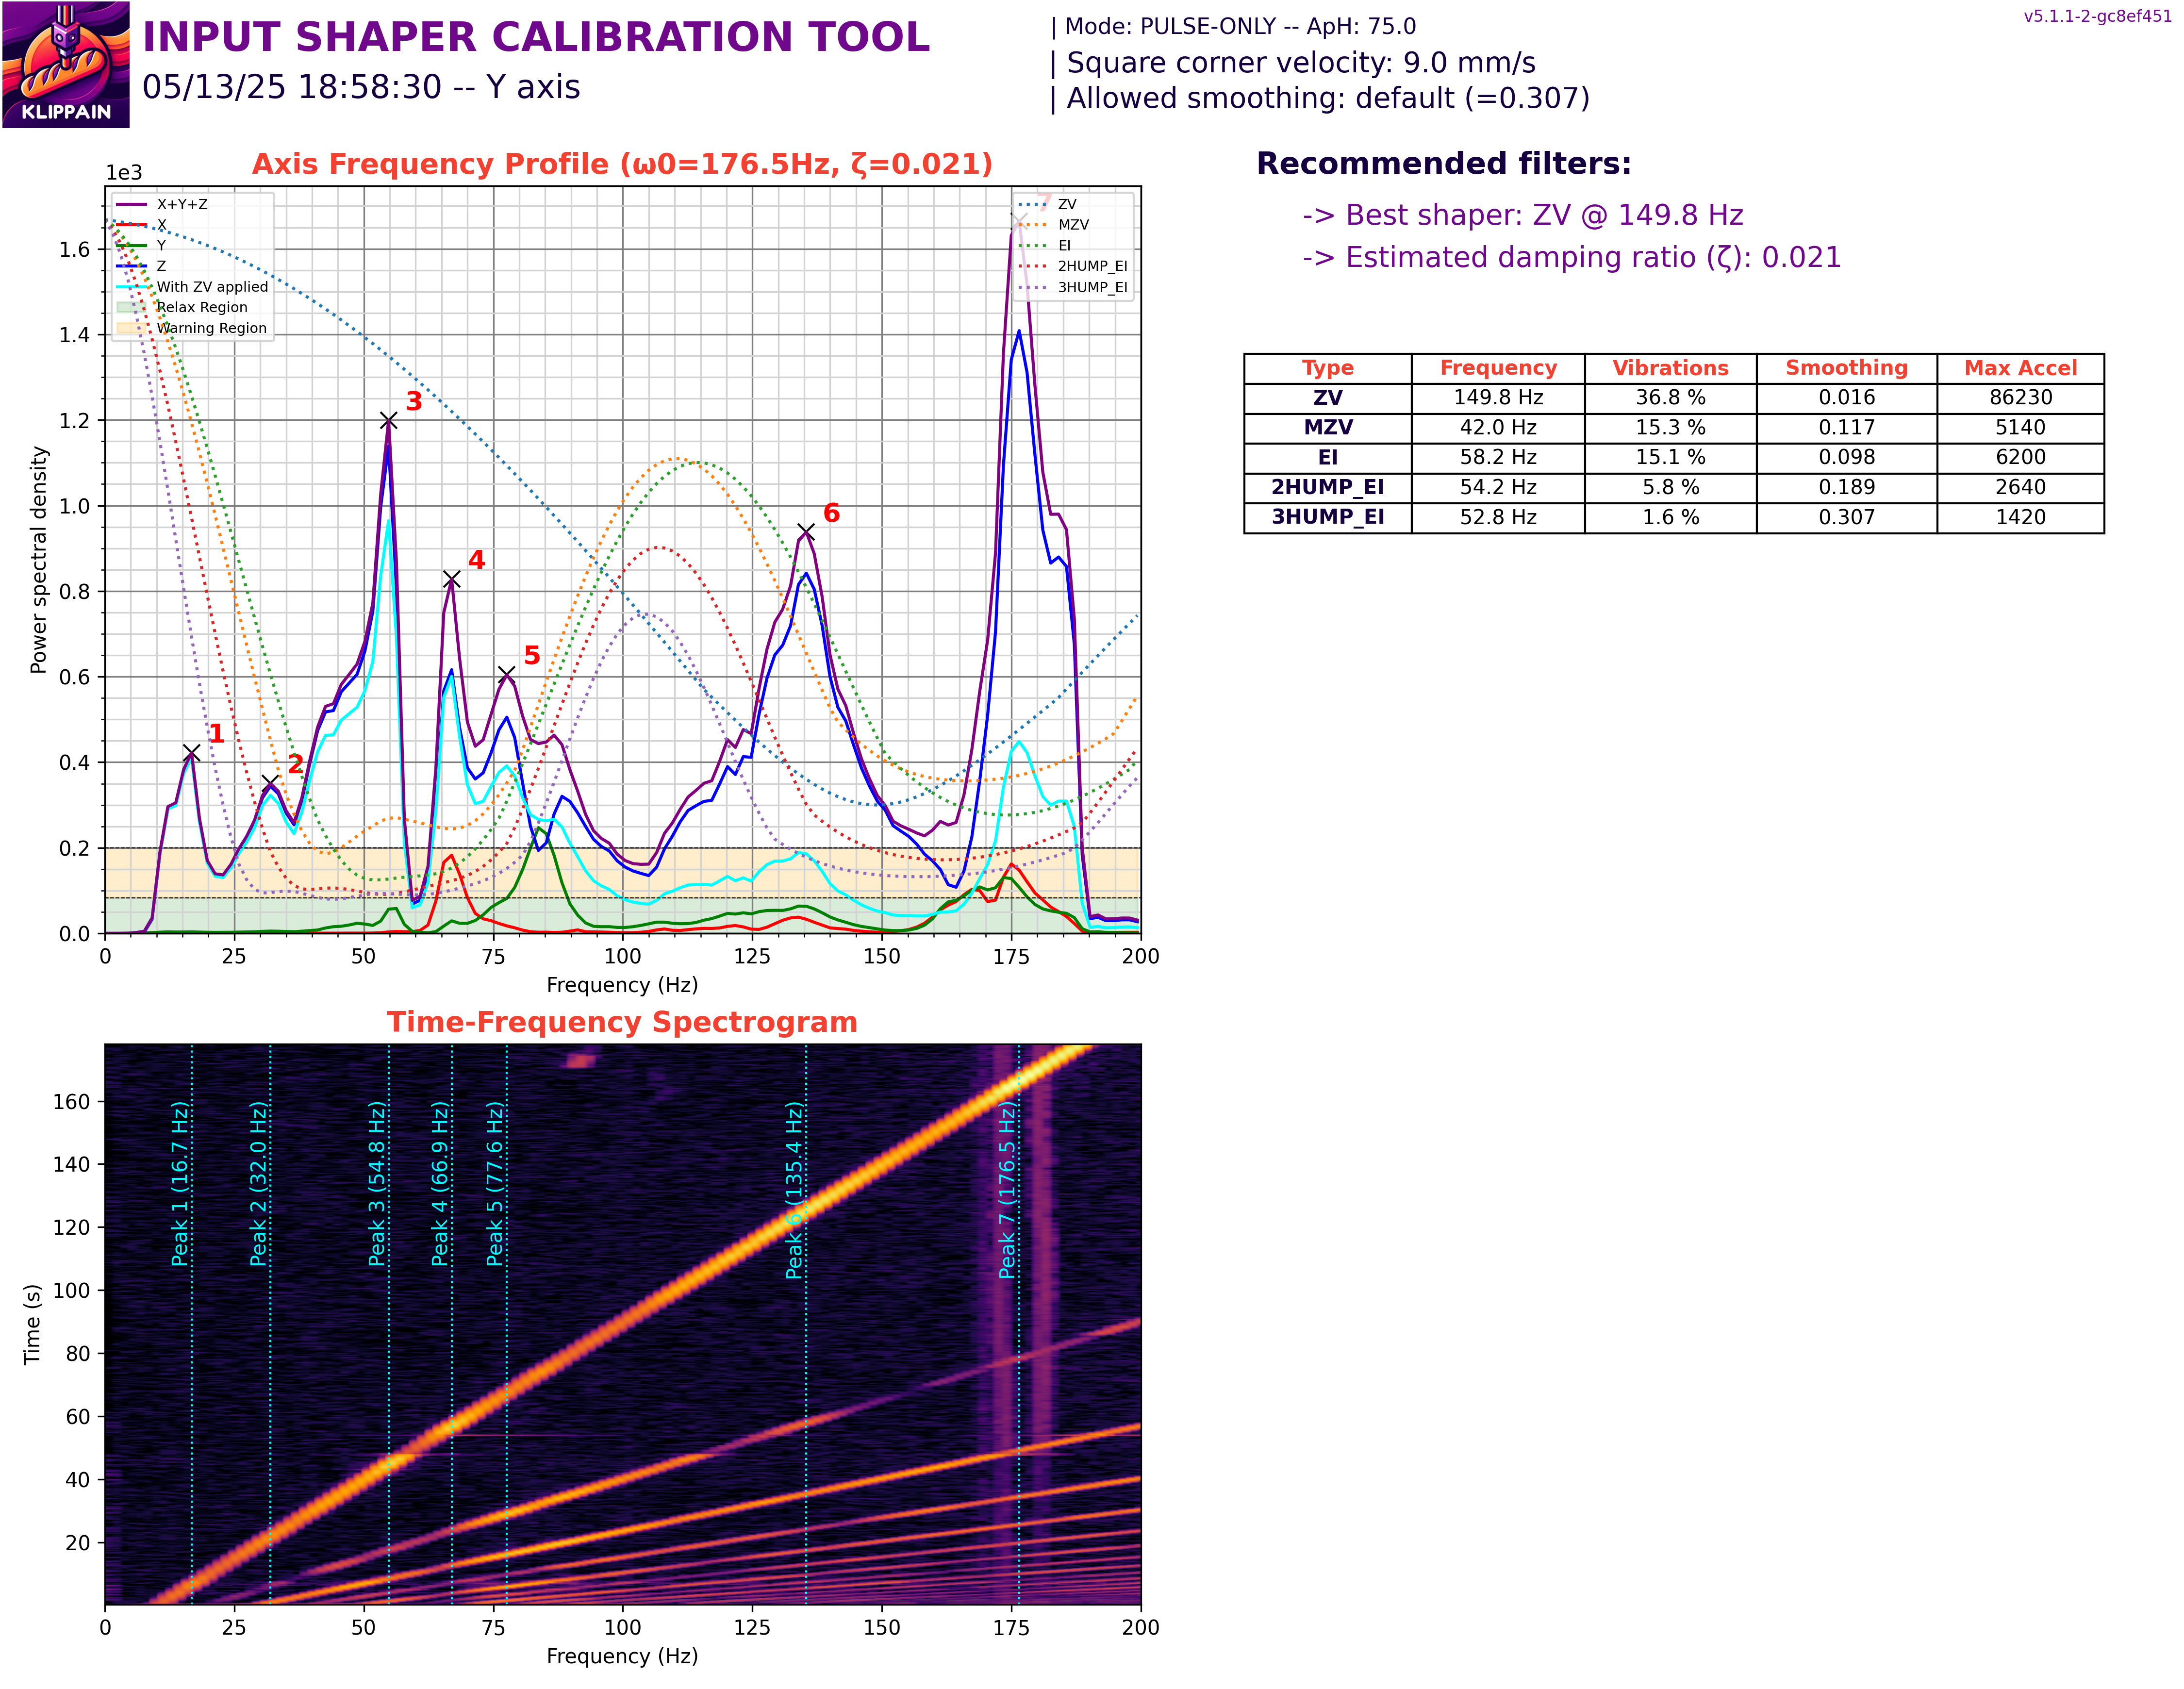 KLIPPAIN
INPUT SHAPER CALIBRATION TOOL
05/13/25 18:58:30 -- Y axis
| Mode: PULSE-ONLY -- ApH: 75.0
| Square corner velocity: 9.0 mm/s
| Allowed smoothing: default (=0.307)
v5.1.1-2-gc8ef451
Axis Frequency Profile (ω0=176.5Hz, ζ=0.021)
1e3
X+Y+Z
X
Y
Z
With ZV applied
Relax Region
Warning Region
ZV
MZV
EI
2HUMP_EI
3HUMP_EI
1
2
3
4
5
6
7
1.6
1.4
1.2
1.0
0.8
0.6
0.4
0.2
0.0
Power spectral density
0 25 50 75 100 125 150 175 200
Frequency (Hz)
Recommended filters:
-> Best shaper: ZV @ 149.8 Hz
-> Estimated damping ratio (ζ): 0.021
Type Frequency Vibrations Smoothing Max Accel
ZV 149.8 Hz 36.8 % 0.016 86230
MZV 42.0 Hz 15.3 % 0.117 5140
EI 58.2 Hz 15.1 % 0.098 6200
2HUMP_EI 54.2 Hz 5.8 % 0.189 2640
3HUMP_EI 52.8 Hz 1.6 % 0.307 1420
Time-Frequency Spectrogram
Peak 1 (16.7 Hz)
Peak 2 (32.0 Hz)
Peak 3 (54.8 Hz)
Peak 4 (66.9 Hz)
Peak 5 (77.6 Hz)
Peak 6 (135.4 Hz)
Peak 7 (176.5 Hz)
160
140
120
100
80
60
40
20
Time (s)
0 25 50 75 100 125 150 175 200
Frequency (Hz)